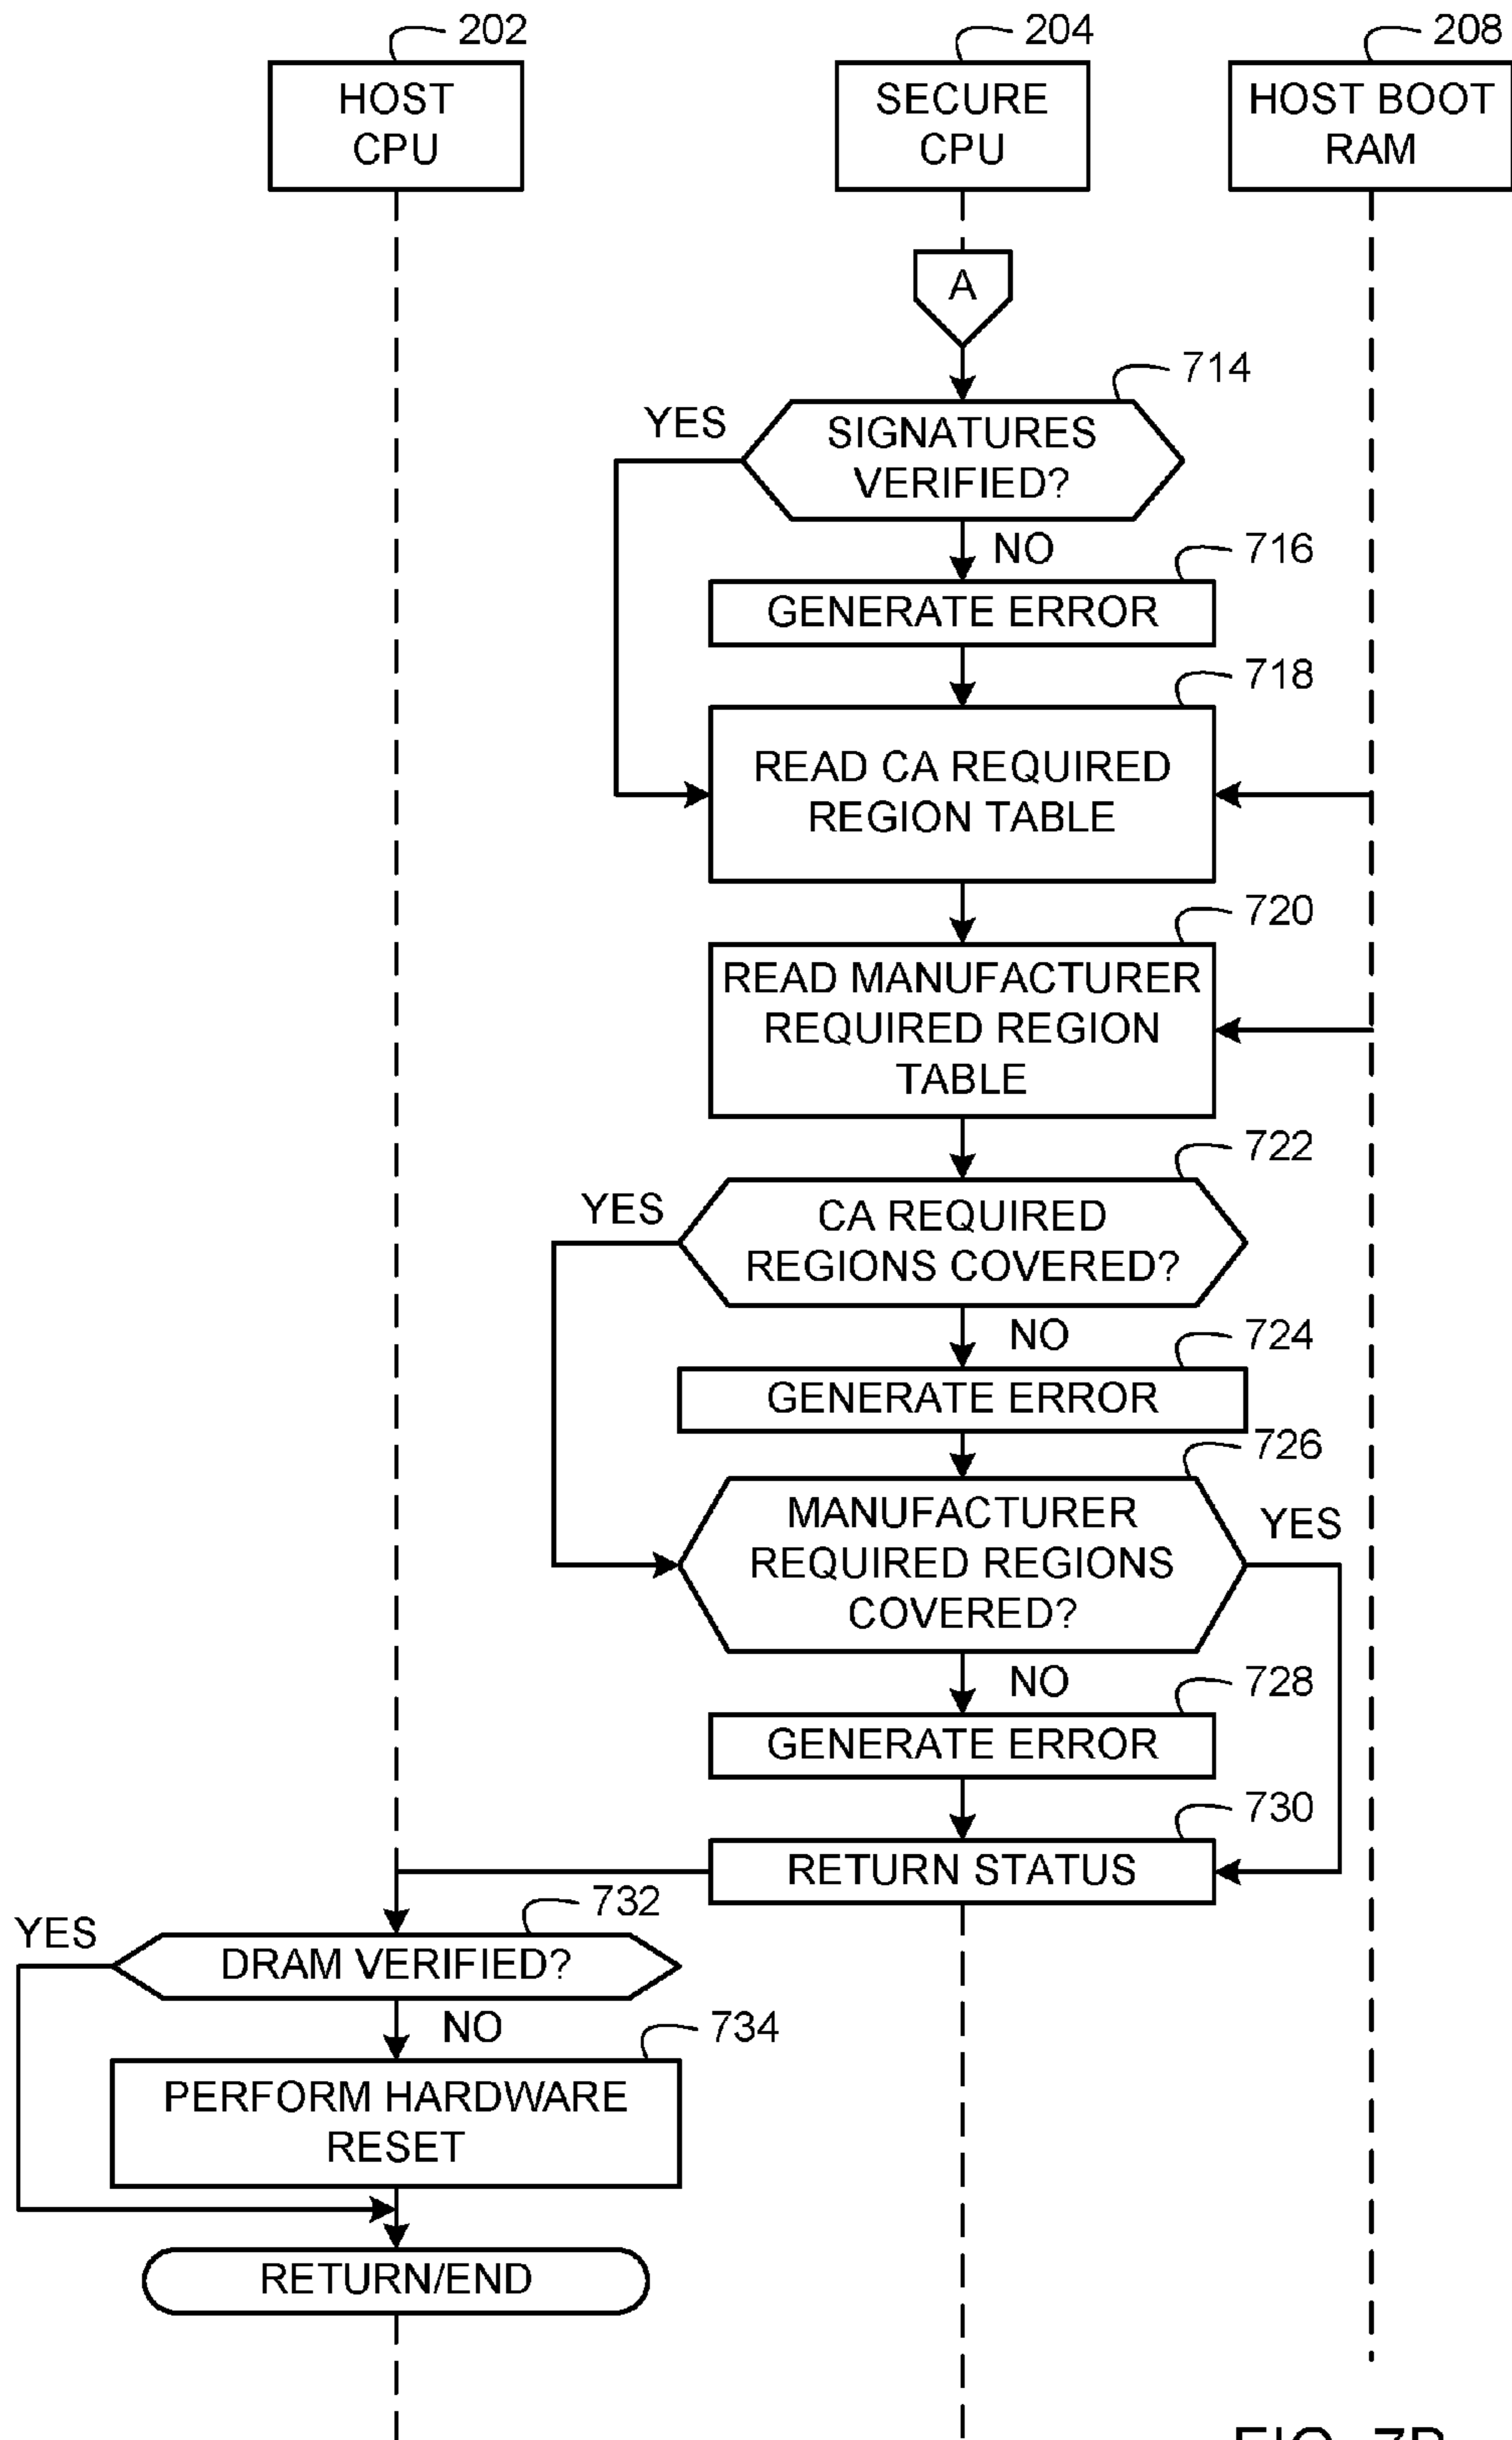 202
204
208
HOST
CPU
SECURE
CPU
HOST BOOT
RAM
A
714
YES
SIGNATURES
VERIFIED?
NO
716
GENERATE ERROR
718
READ CA REQUIRED
REGION TABLE
720
READ MANUFACTURER
REQUIRED REGION
TABLE
722
YES
CA REQUIRED
REGIONS COVERED?
NO
724
GENERATE ERROR
726
MANUFACTURER
REQUIRED REGIONS
COVERED?
YES
NO
728
GENERATE ERROR
730
RETURN STATUS
732
YES
DRAM VERIFIED?
NO
734
PERFORM HARDWARE
RESET
RETURN/END
FIG. 7B